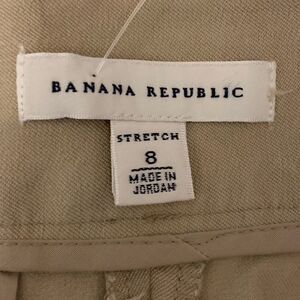 BANANA REPUBLIC
STRETCH
8
MADE IN
JORDAN